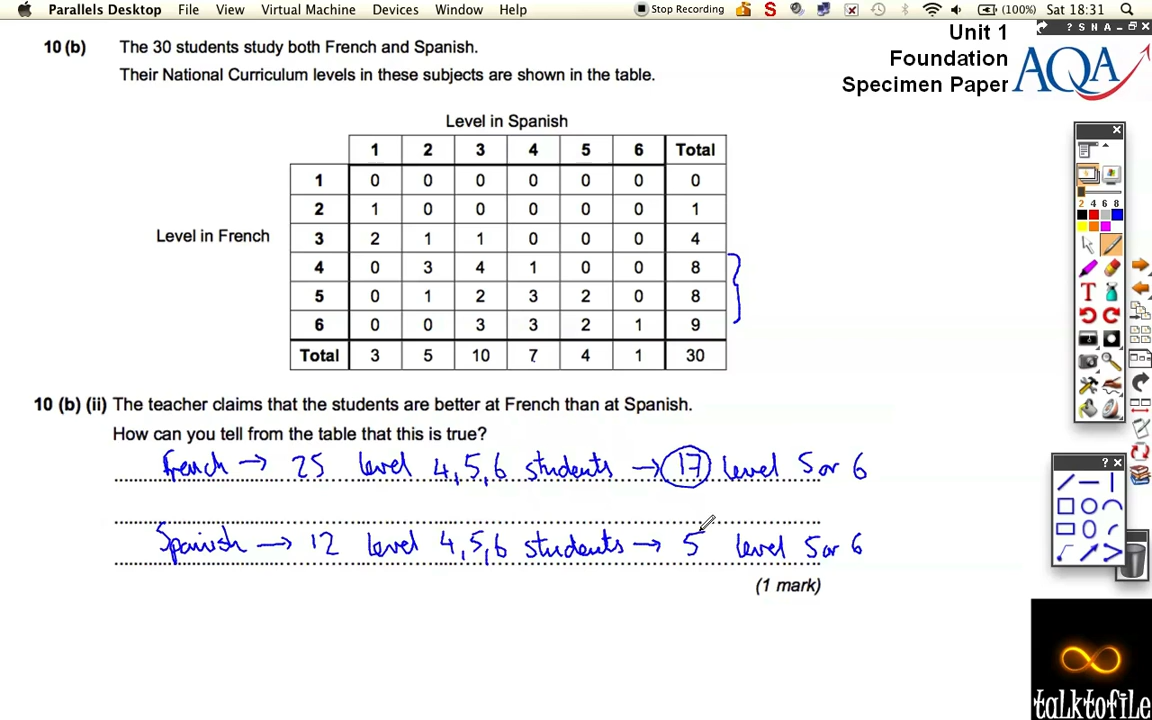 Parallels Desktop File View Virtual Machine Devices Window Help Stop Recording (100%) Sat 18:31
Unit 1
Foundation
Specimen Paper
AQA
10 (b) The 30 students study both French and Spanish.
Their National Curriculum levels in these subjects are shown in the table.
Level in Spanish
1 2 3 4 5 6 Total
1 0 0 0 0 0 0 0
2 1 0 0 0 0 0 1
Level in French
3 2 1 1 0 0 0 4
4 0 3 4 1 0 0 8
5 0 1 2 3 2 0 8
6 0 0 3 3 2 1 9
Total 3 5 10 7 4 1 30
10 (b) (ii) The teacher claims that the students are better at French than at Spanish.
How can you tell from the table that this is true?
French → 25 level 4,5,6 students → 17 level 5 or 6
Spanish → 12 level 4,5,6 students → 5 level 5 or 6
(1 mark)
? S N A
2 4 6 8
T
?
talktofile